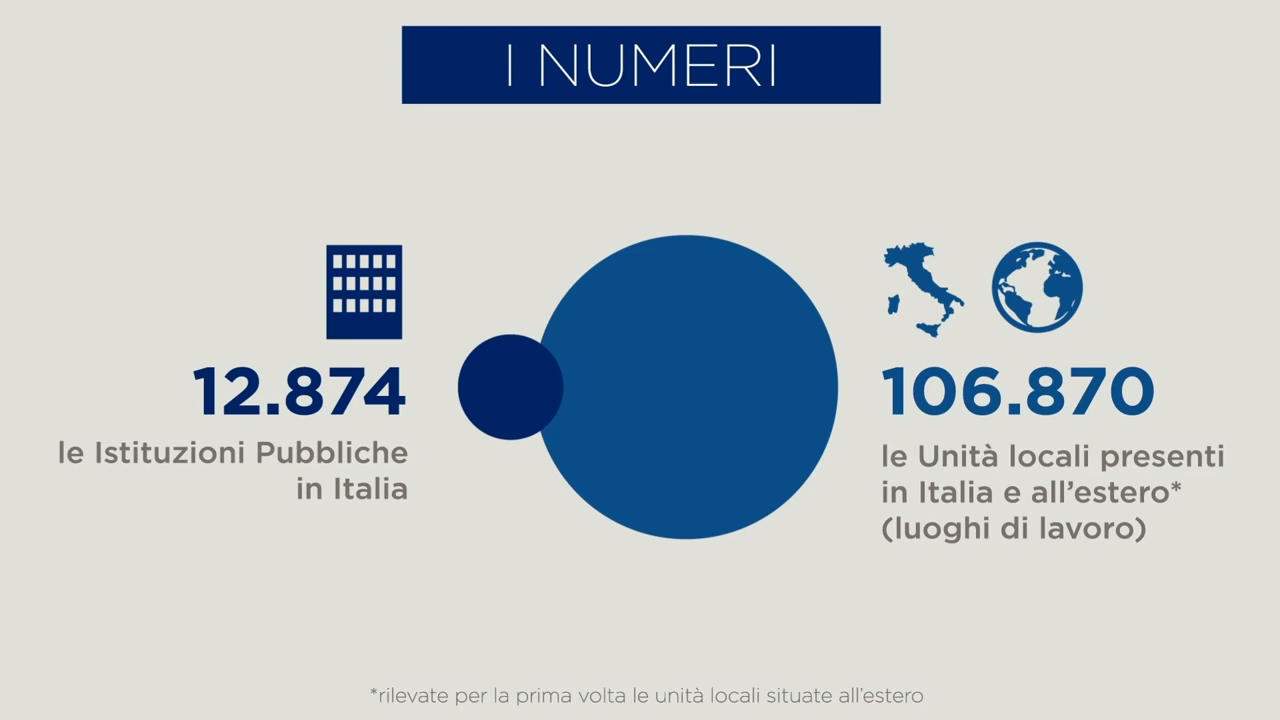 I NUMERI
12.874
le Istituzioni Pubbliche
in Italia
106.870
le Unità locali presenti
in Italia e all’estero*
(luoghi di lavoro)
*rilevate per la prima volta le unità locali situate all’estero